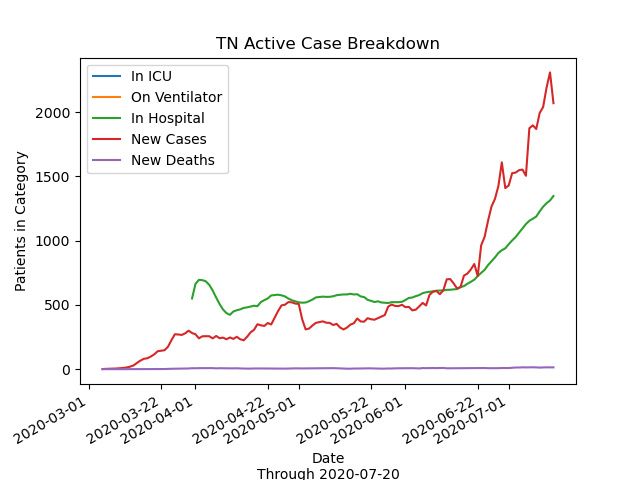 TN Active Case Breakdown
In ICU
On Ventilator
In Hospital
New Cases
New Deaths
Patients in Category
2000
1500
1000
500
0
2020-03-01
2020-03-22
2020-04-01
2020-04-22
2020-05-01
2020-05-22
2020-06-01
2020-06-22
2020-07-01
Date
Through 2020-07-20